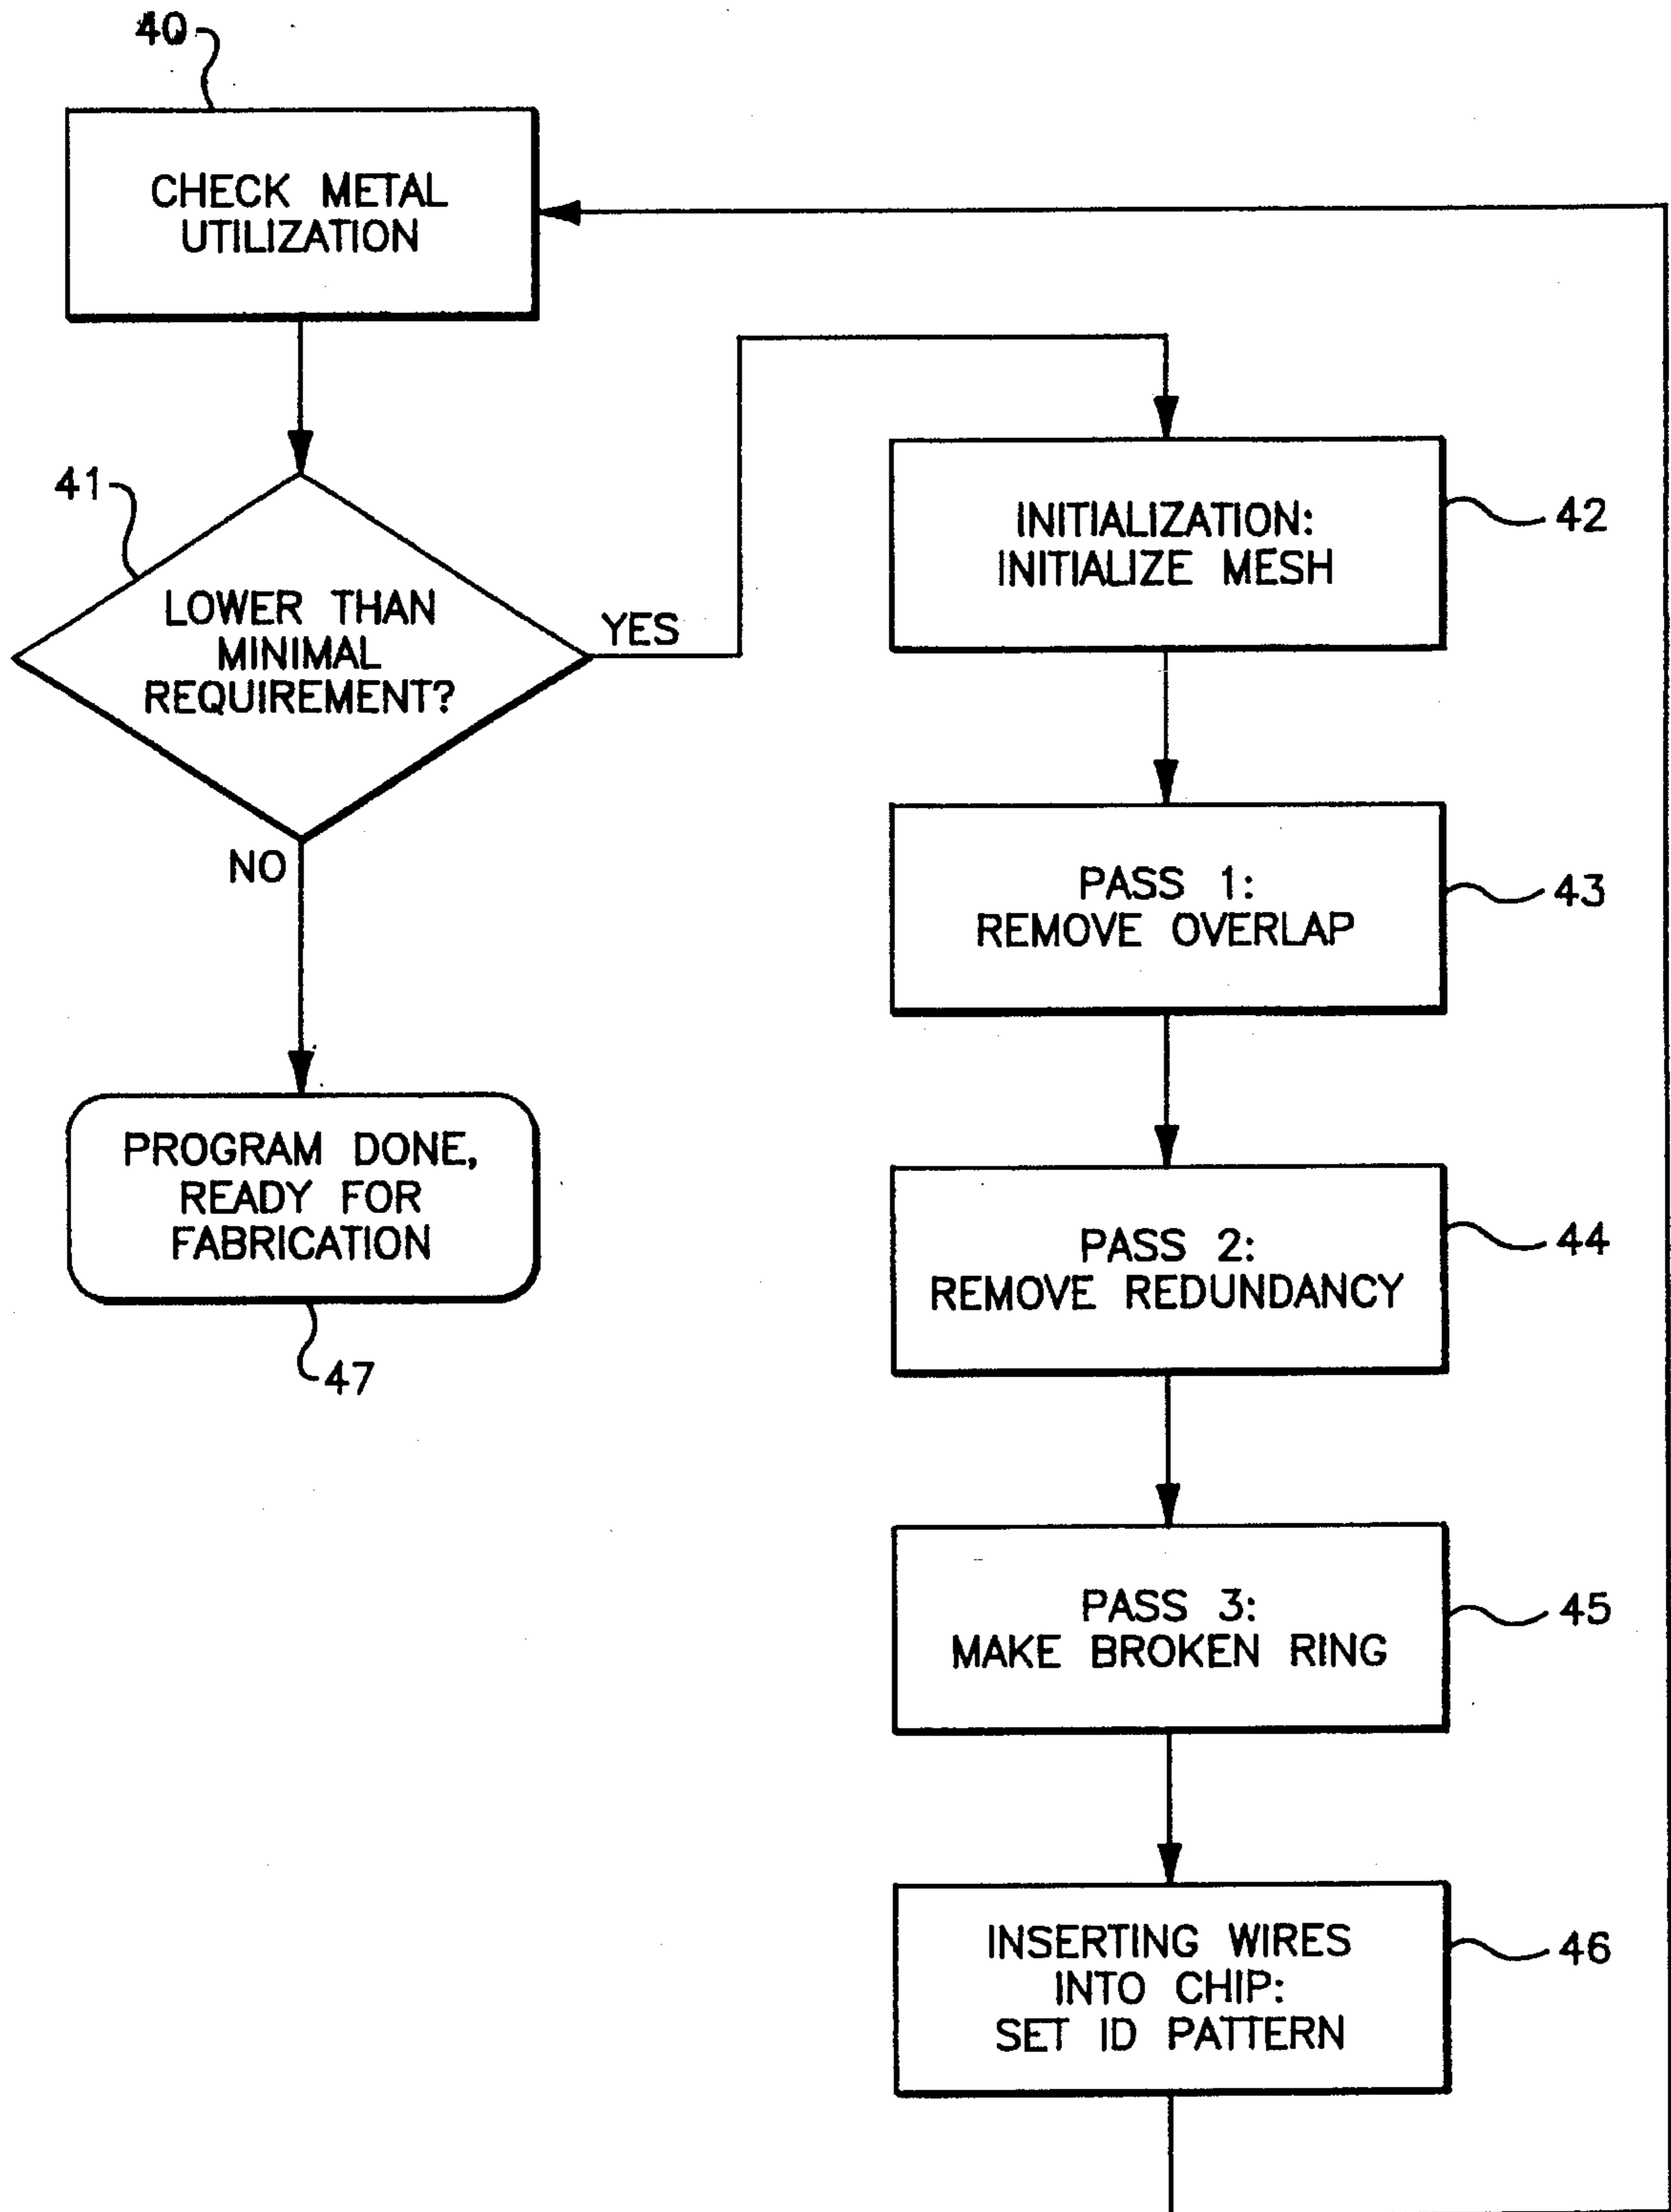 40
CHECK METAL
UTILIZATION
41
LOWER THAN
MINIMAL
REQUIREMENT?
YES
NO
PROGRAM DONE,
READY FOR
FABRICATION
47
INITIALIZATION:
INITIALIZE MESH
42
PASS 1:
REMOVE OVERLAP
43
PASS 2:
REMOVE REDUNDANCY
44
PASS 3:
MAKE BROKEN RING
45
INSERTING WIRES
INTO CHIP:
SET ID PATTERN
46